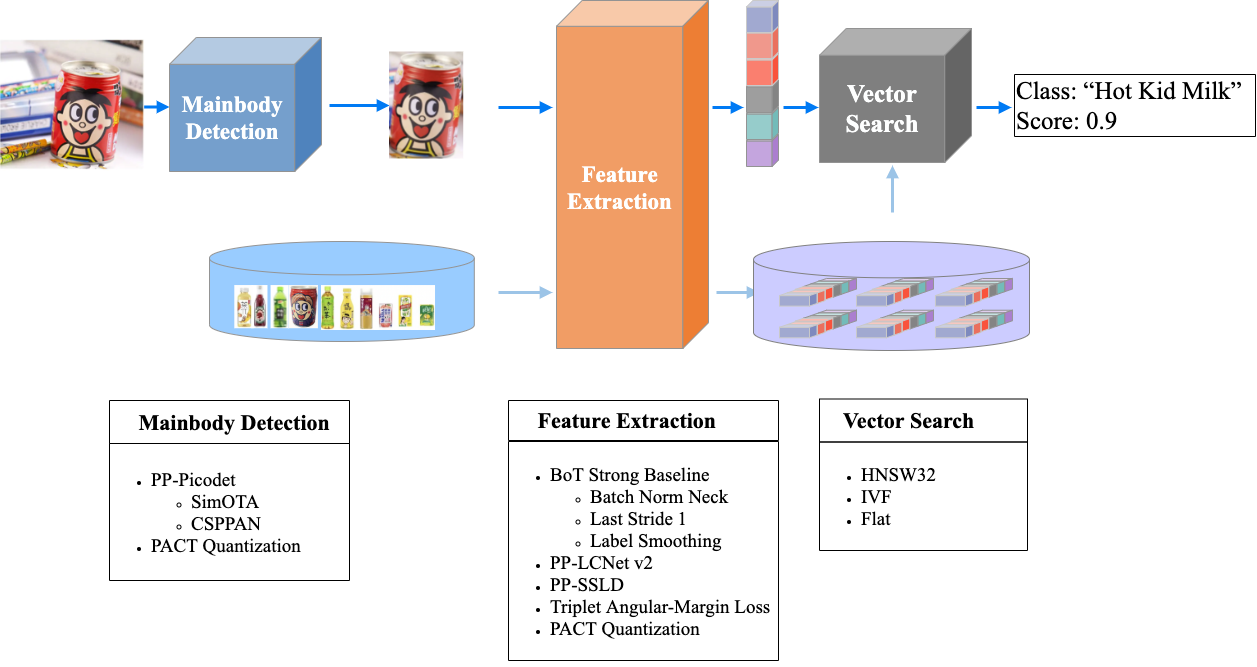 Mainbody
Detection
Feature
Extraction
Vector
Search
Class: “Hot Kid Milk”
Score: 0.9
Mainbody Detection
PP-Picodet
SimOTA
CSPPAN
PACT Quantization
Feature Extraction
BoT Strong Baseline
Batch Norm Neck
Last Stride 1
Label Smoothing
PP-LCNet v2
PP-SSLD
Triplet Angular-Margin Loss
PACT Quantization
Vector Search
HNSW32
IVF
Flat